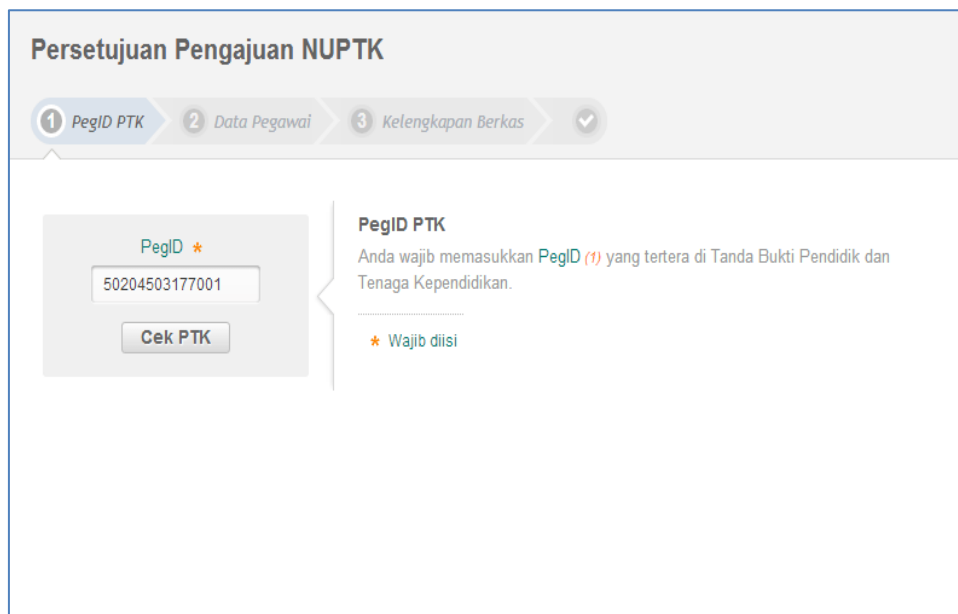 Persetujuan Pengajuan NUPTK
1 PegID PTK 2 Data Pegawai 3 Kelengkapan Berkas
PegID *
50204503177001
Cek PTK
PegID PTK
Anda wajib memasukkan PegID (1) yang tertera di Tanda Bukti Pendidik dan
Tenaga Kependidikan.
* Wajib diisi